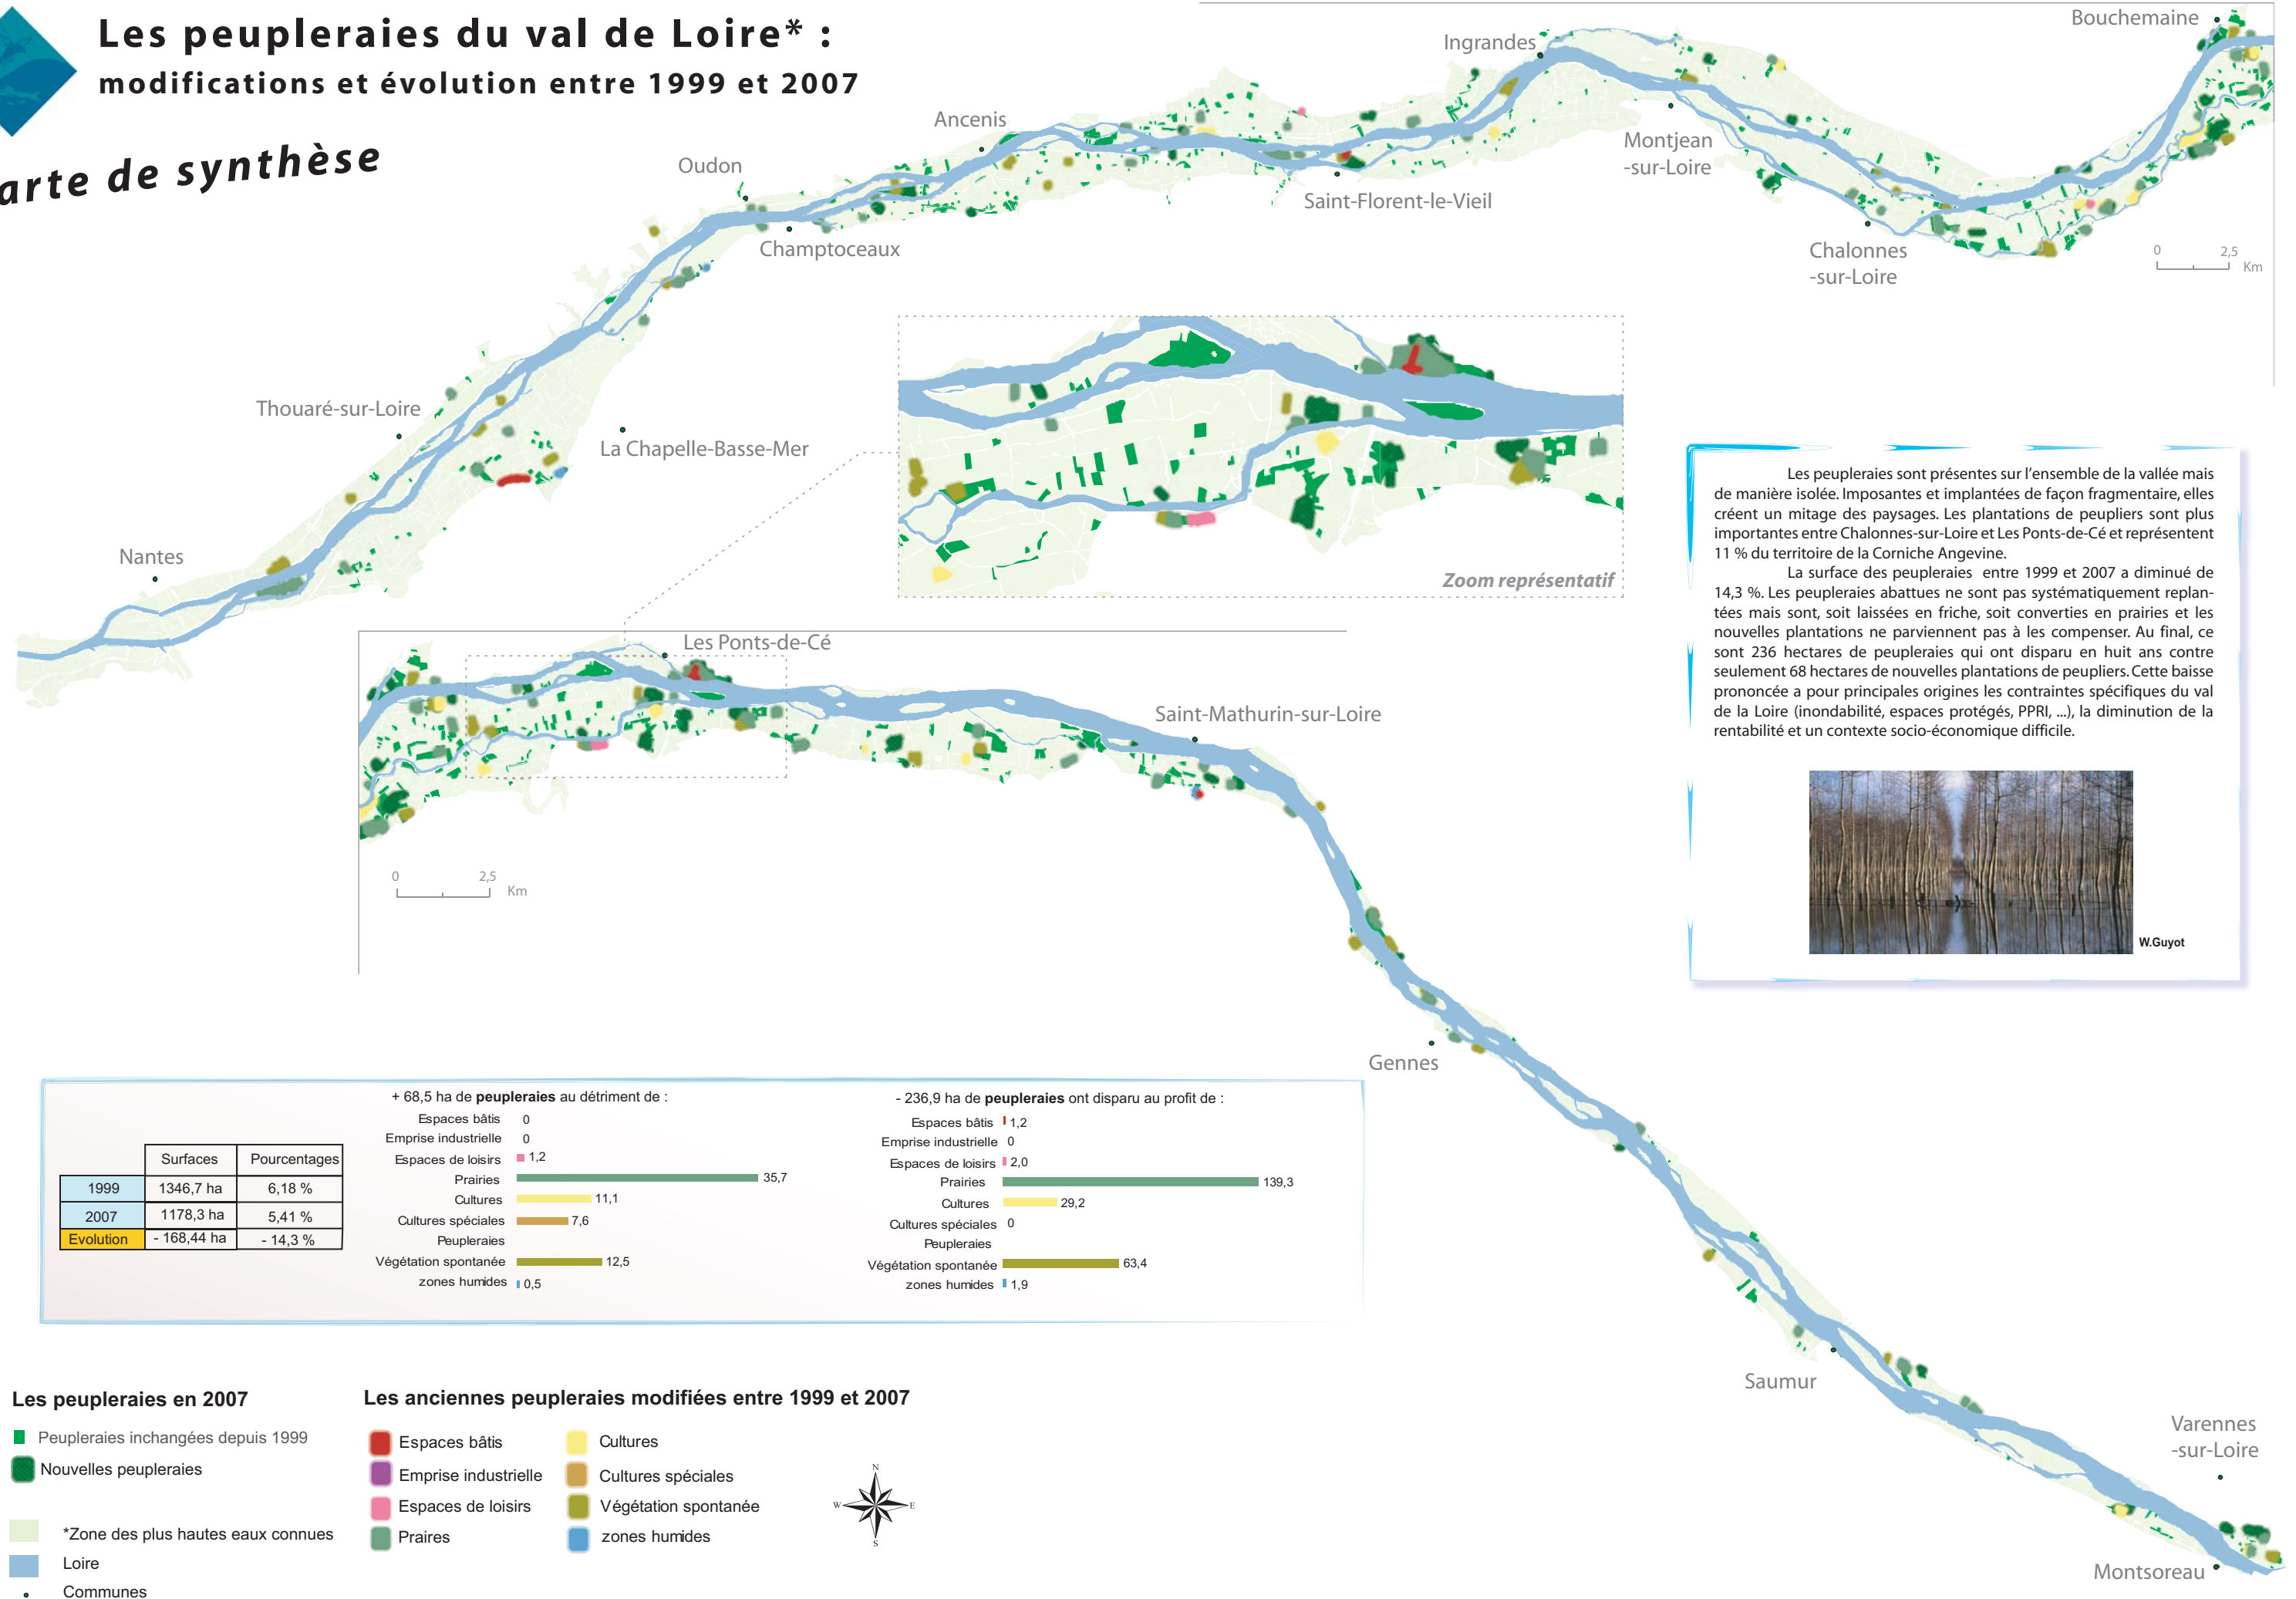 Les peupleraies du val de Loire* :
modifications et évolution entre 1999 et 2007
arte de synthèse
Bouchemaine
Ingrandes
Ancenis
Oudon
Montjean
-sur-Loire
Saint-Florent-le-Vieil
Champtoceaux
Chalonnes
-sur-Loire
0 2,5
Km
Thouaré-sur-Loire
La Chapelle-Basse-Mer
Nantes
Zoom représentatif
Les peupleraies sont présentes sur l'ensemble de la vallée mais
de manière isolée. Imposantes et implantées de façon fragmentaire, elles
créent un mitage des paysages. Les plantations de peupliers sont plus
importantes entre Chalonnes-sur-Loire et Les Ponts-de-Cé et représentent
11 % du territoire de la Corniche Angevine.
La surface des peupleraies entre 1999 et 2007 a diminué de
14,3 %. Les peupleraies abattues ne sont pas systématiquement replan-
tées mais sont, soit laissées en friche, soit converties en prairies et les
nouvelles plantations ne parviennent pas à les compenser. Au final, ce
sont 236 hectares de peupleraies qui ont disparu en huit ans contre
seulement 68 hectares de nouvelles plantations de peupliers. Cette baisse
prononcée a pour principales origines les contraintes spécifiques du val
de la Loire (inondabilité, espaces protégés, PPRI, ...), la diminution de la
rentabilité et un contexte socio-économique difficile.
W.Guyot
Les Ponts-de-Cé
Saint-Mathurin-sur-Loire
0 2,5
Km
Gennes
Saumur
Varennes
-sur-Loire
Montsoreau
Surfaces Pourcentages
1999 1346,7 ha 6,18 %
2007 1178,3 ha 5,41 %
Evolution - 168,44 ha - 14,3 %
+ 68,5 ha de peupleraies au détriment de :
Espaces bâtis 0
Emprise industrielle 0
Espaces de loisirs 1,2
Prairies 35,7
Cultures 11,1
Cultures spéciales 7,6
Peupleraies
Végétation spontanée 12,5
zones humides 0,5
- 236,9 ha de peupleraies ont disparu au profit de :
Espaces bâtis 1,2
Emprise industrielle 0
Espaces de loisirs 2,0
Prairies 139,3
Cultures 29,2
Cultures spéciales 0
Peupleraies
Végétation spontanée 63,4
zones humides 1,9
Les peupleraies en 2007
Peupleraies inchangées depuis 1999
Nouvelles peupleraies
*Zone des plus hautes eaux connues
Loire
Communes
Les anciennes peupleraies modifiées entre 1999 et 2007
Espaces bâtis
Emprise industrielle
Espaces de loisirs
Praires
Cultures
Cultures spéciales
Végétation spontanée
zones humides
N
W E
S